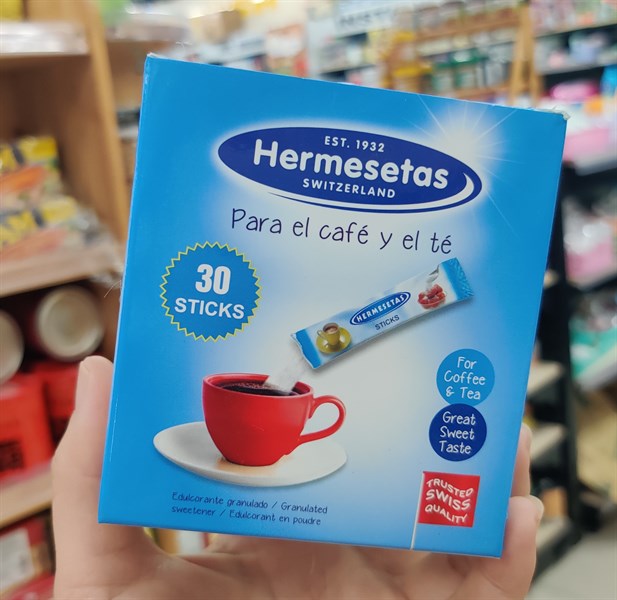 EST. 1932
Hermesetas
SWITZERLAND
Para el café y el té
30
STICKS
HERMESETAS
STICKS
For
Coffee
& Tea
Great
Sweet
Taste
TRUSTED
SWISS
QUALITY
Edulcorante granulado / Granulated
sweetener / Edulcorant en poudre